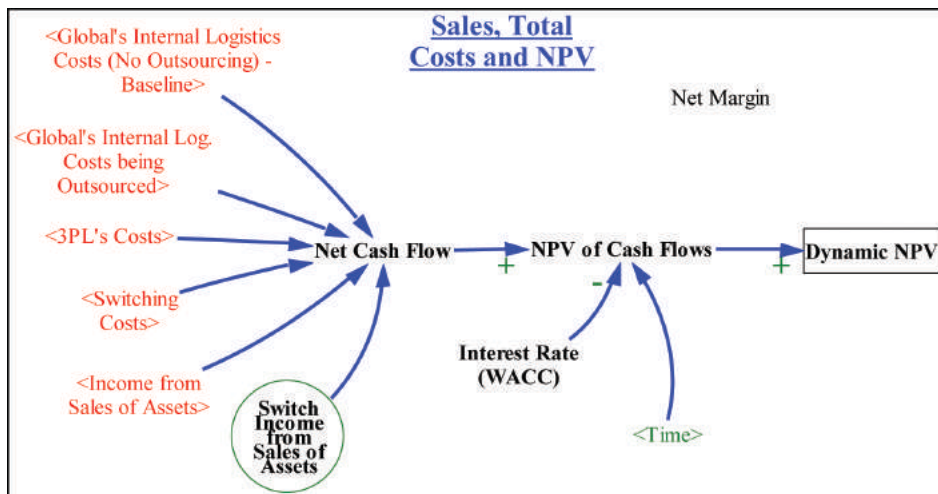 Sales, Total
Costs and NPV
<Global's Internal Logistics
Costs (No Outsourcing) -
Baseline>
Net Margin
<Global's Internal Log.
Costs being
Outsourced>
<3PL's Costs>
Net Cash Flow
+
NPV of Cash Flows
+
Dynamic NPV
-
<Switching
Costs>
Interest Rate
(WACC)
<Income from
Sales of Assets>
Switch
Income
from
Sales of
Assets
<Time>